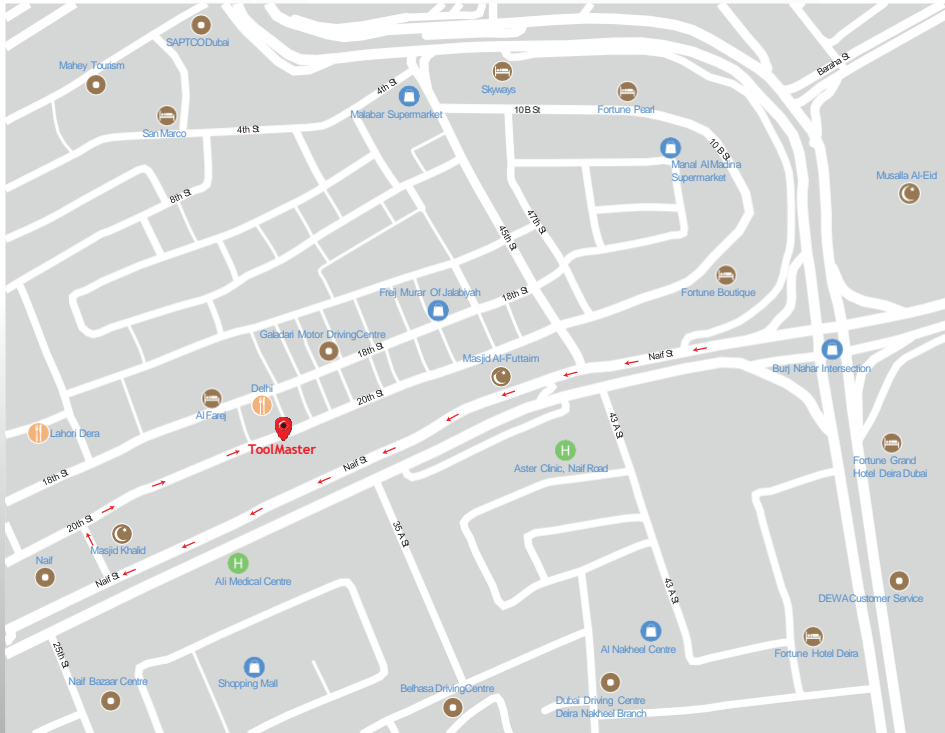 SAPTCO Dubai
Baraha St
Mahey Tourism
4th St
Skyways
Fortune Pearl
Malabar Supermarket
10 B St
San Marco
4th St
10 B St
Manal Al Madina
Supermarket
Musalla Al-Eid
8th St
47th St
45th St
Frej Murar Of Jalabiyah
18th St
Fortune Boutique
Galadari Motor Driving Centre
18th St
Masjid Al-Futtaim
Naif St
Burj Nahar Intersection
Delhi
20th St
Al Farej
Lahori Dera
ToolMaster
43 A St
Naif St
Aster Clinic, Naif Road
Fortune Grand
Hotel Deira Dubai
18th St
20th St
35 A St
Masjid Khalid
Naif
Naif St
Ali Medical Centre
43 A St
DEWA Customer Service
25th St
Al Nakheel Centre
Fortune Hotel Deira
Naif Bazaar Centre
Shopping Mall
Belhasa Driving Centre
Dubai Driving Centre
Deira Nakheel Branch
H
H